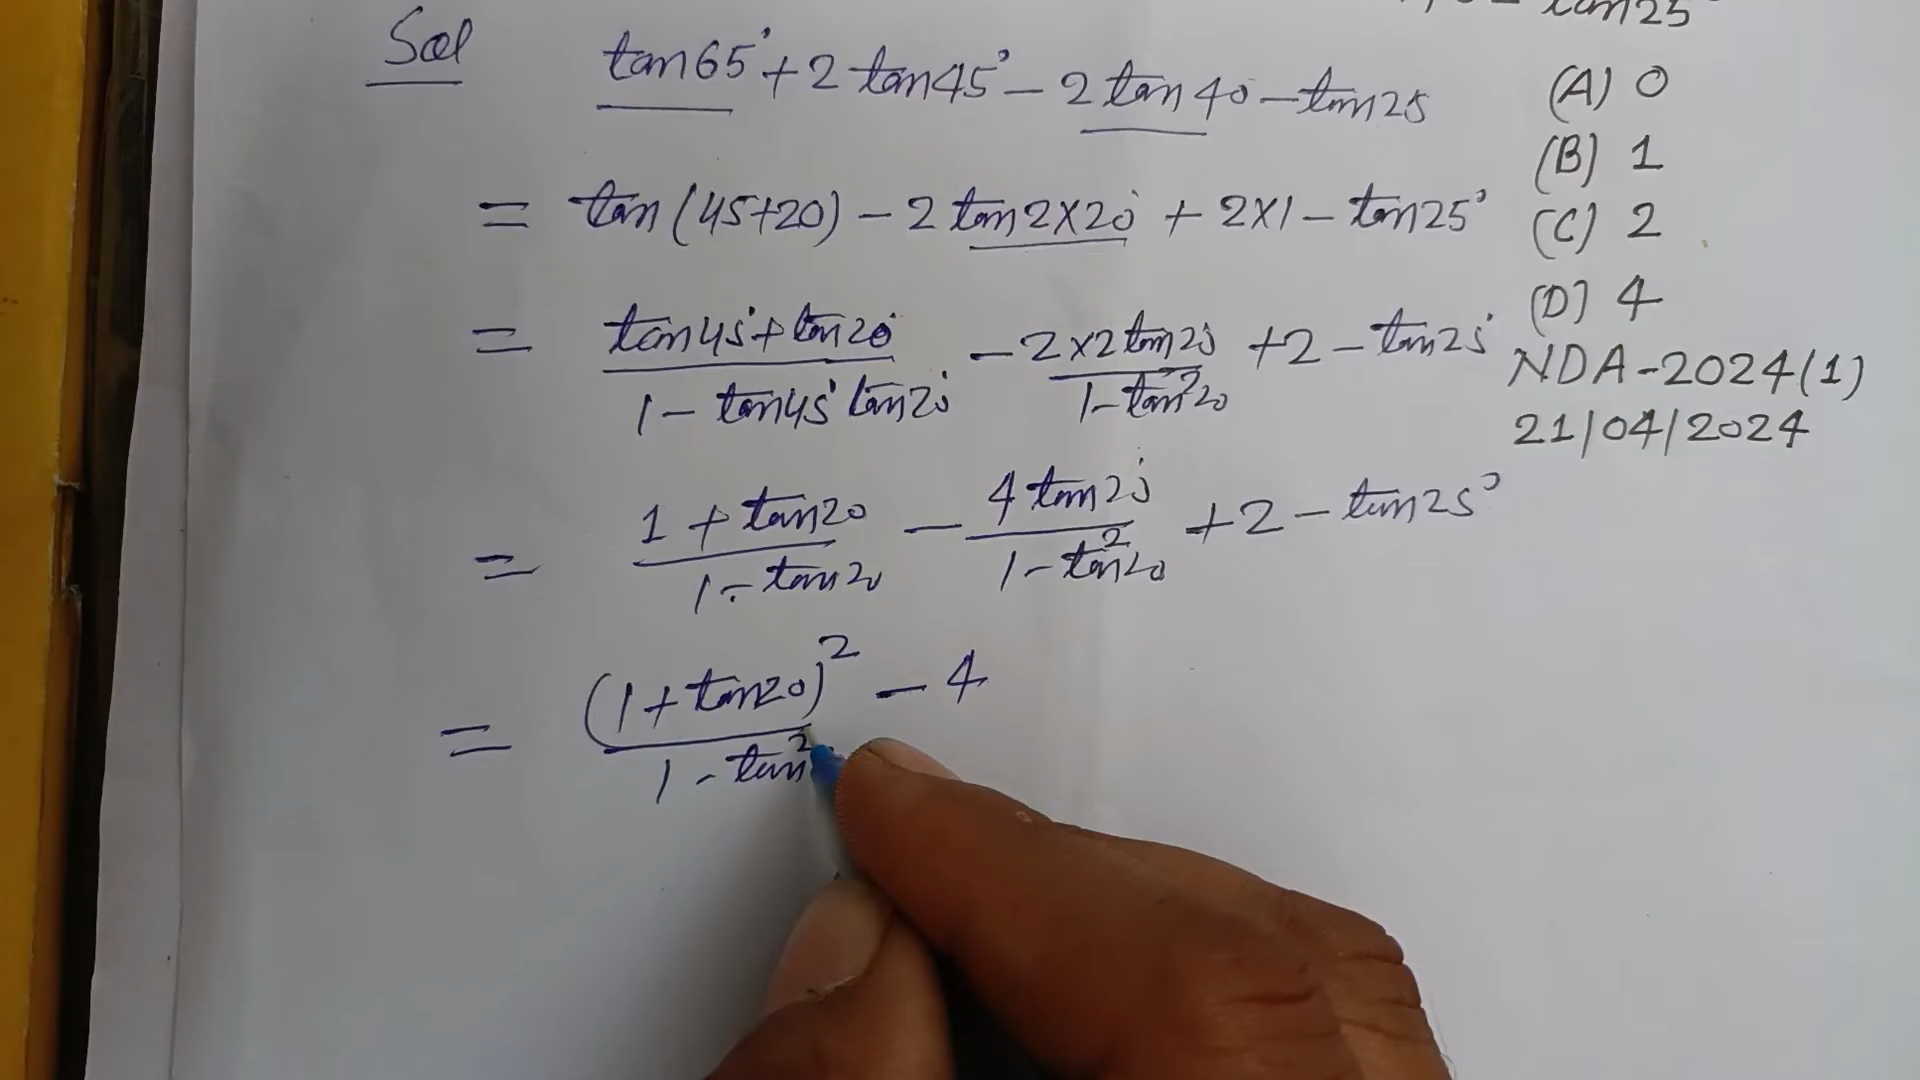 tan25
Sol
tan65° + 2 tan45° - 2 tan40 - tan25
= tan(45+20) - 2 tan2×20° + 2×1 - tan25°
= tan45°+tan20° / 1 - tan45° tan20° - 2×2tan20° / 1-tan²20 + 2 - tan25°
= 1 + tan20 / 1 - tan20 - 4 tan20° / 1 - tan²20 + 2 - tan25°
= (1+tan20)² - 4
1 - tan²
(A) 0
(B) 1
(C) 2
(D) 4
NDA-2024(1)
21/04/2024